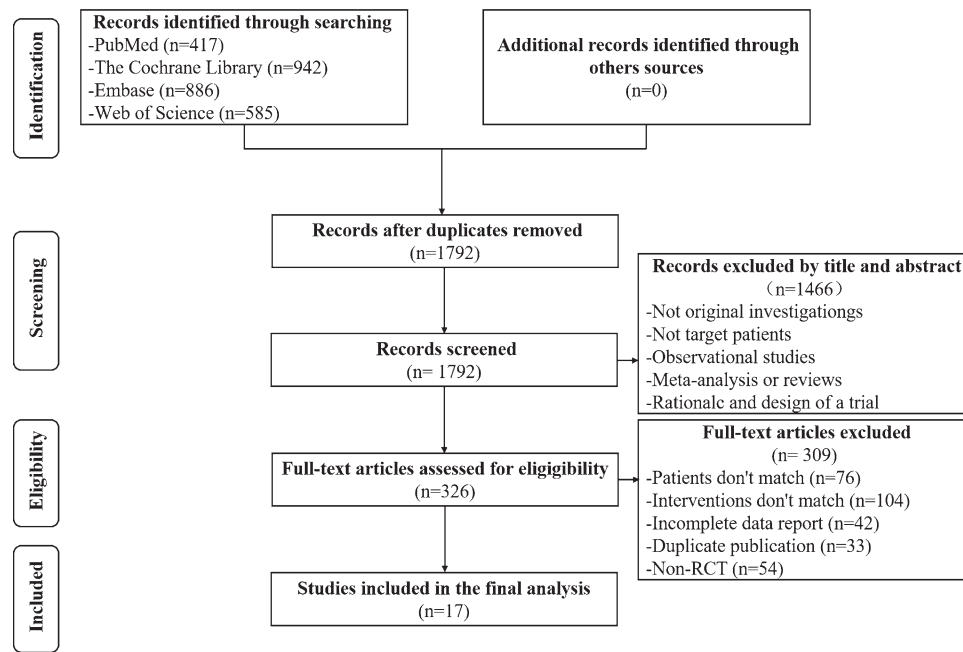 Identification
Records identified through searching
-PubMed (n=417)
-The Cochrane Library (n=942)
-Embase (n=886)
-Web of Science (n=585)
Additional records identified through
others sources
(n=0)
Screening
Records after duplicates removed
(n=1792)
Records screened
(n= 1792)
Records excluded by title and abstract
（n=1466）
-Not original investigationgs
-Not target patients
-Observational studies
-Meta-analysis or reviews
-Rationalc and design of a trial
Eligibility
Full-text articles assessed for eligigibility
(n=326)
Full-text articles excluded
(n= 309)
-Patients don't match (n=76)
-Interventions don't match (n=104)
-Incomplete data report (n=42)
-Duplicate publication (n=33)
-Non-RCT (n=54)
Included
Studies included in the final analysis
(n=17)